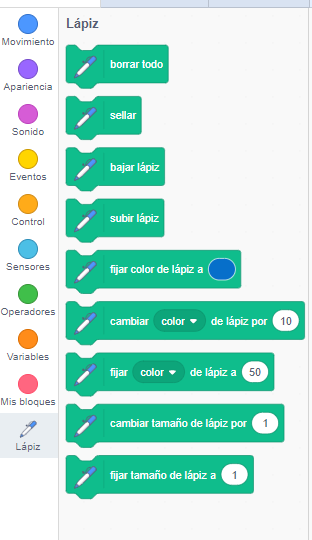 Movimiento
Apariencia
Sonido
Eventos
Control
Sensores
Operadores
Variables
Mis bloques
Lápiz
Lápiz
borrar todo
sellar
bajar lápiz
subir lápiz
fijar color de lápiz a
cambiar color de lápiz por 10
fijar color de lápiz a 50
cambiar tamaño de lápiz por 1
fijar tamaño de lápiz a 1